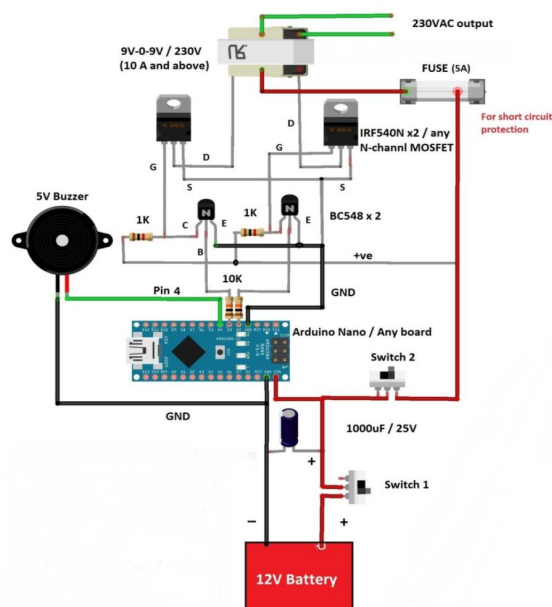 230VAC output
9V-0-9V / 230V
(10 A and above)
FUSE (5A)
For short circuit
protection
IRF540N x2 / any
N-channl MOSFET
D
D
G
G
S
S
5V Buzzer
1K
C
E
1K
E
BC548 x 2
N
N
B
+ve
10K
GND
Pin 4
Arduino Nano / Any board
Switch 2
GND
1000uF / 25V
+
Switch 1
−
+
12V Battery